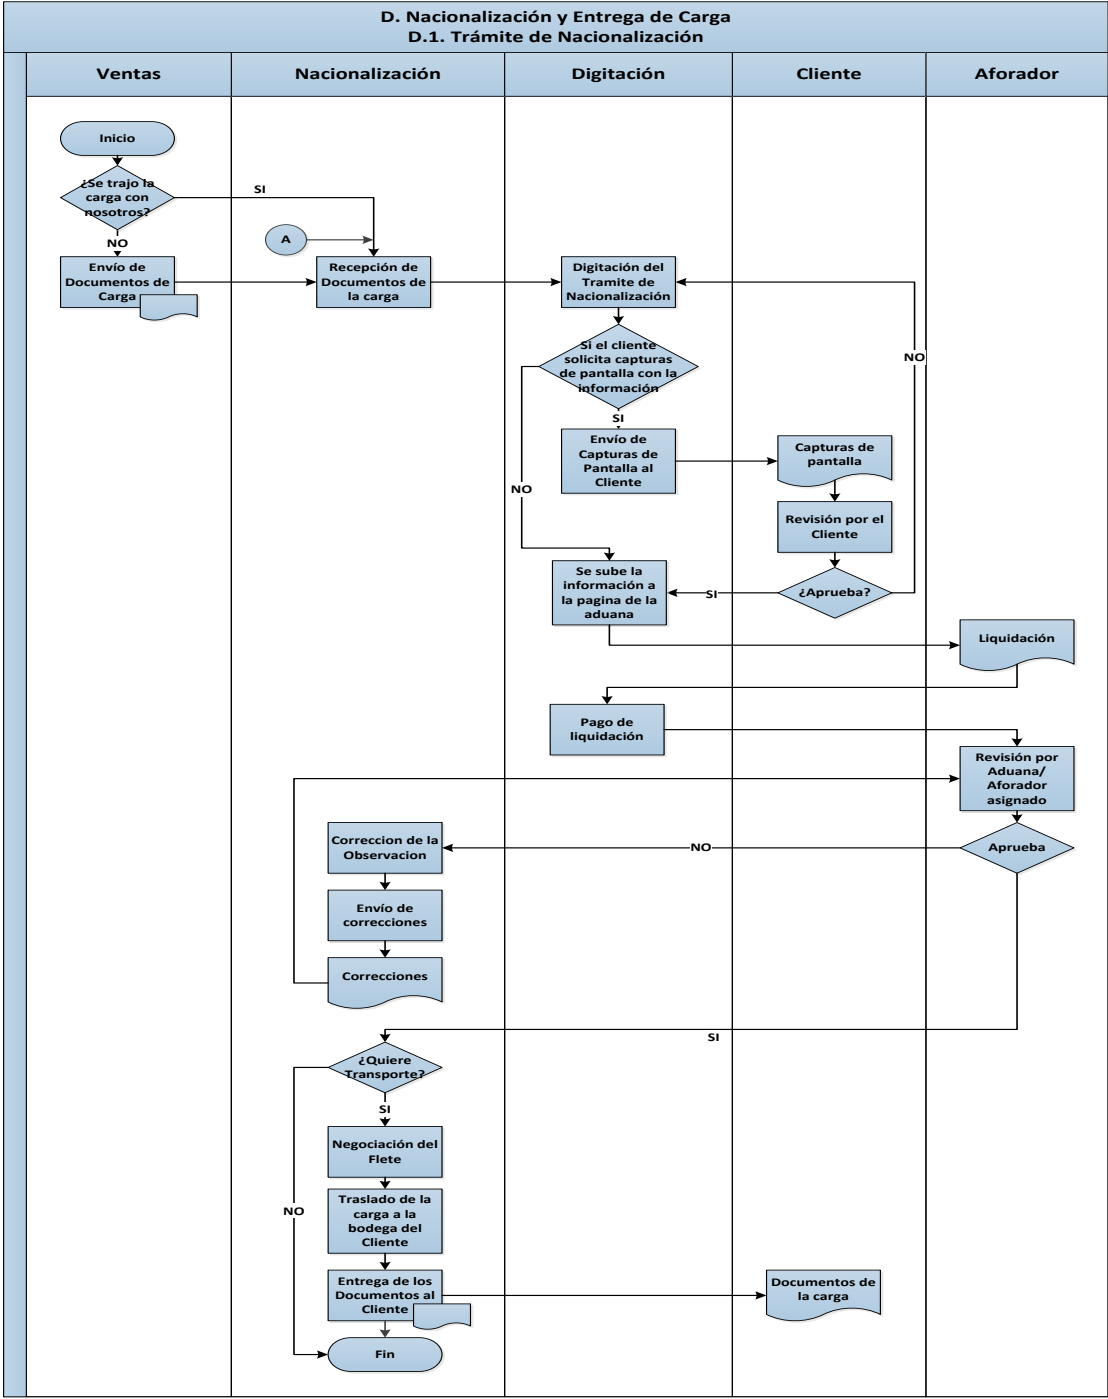 D. Nacionalización y Entrega de Carga
D.1. Trámite de Nacionalización
Ventas
Nacionalización
Digitación
Cliente
Aforador
Inicio
¿Se trajo la
carga con
nosotros?
SI
NO
A
Envío de
Documentos de
Carga
Recepción de
Documentos de
la carga
Digitación del
Tramite de
Nacionalización
Si el cliente
solicita capturas
de pantalla con la
información
NO
SI
Envío de
Capturas de
Pantalla al
Cliente
Capturas de
pantalla
NO
Revisión por el
Cliente
Se sube la
información a
la pagina de la
aduana
SI
¿Aprueba?
Liquidación
Pago de
liquidación
Revisión por
Aduana/
Aforador
asignado
Correccion de la
Observacion
NO
Aprueba
Envío de
correcciones
Correcciones
SI
¿Quiere
Transporte?
SI
Negociación del
Flete
NO
Traslado de la
carga a la
bodega del
Cliente
Entrega de los
Documentos al
Cliente
Documentos de
la carga
Fin